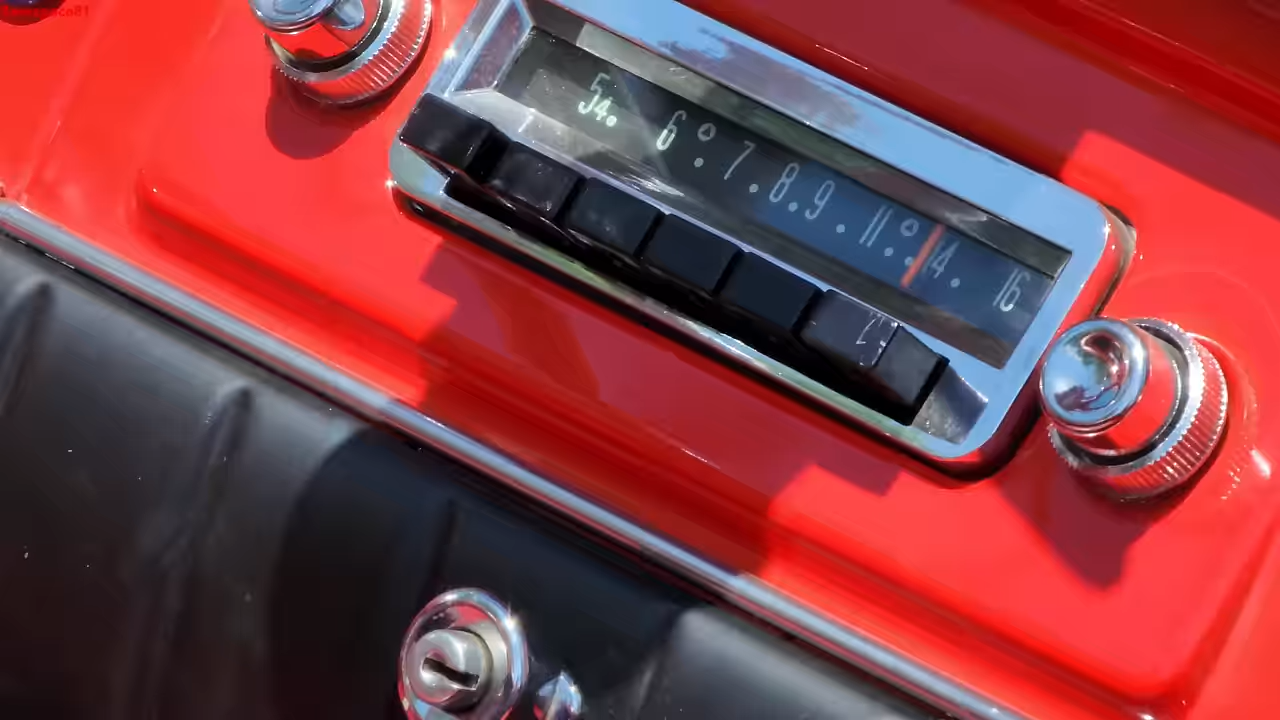 54. 6 . 7 . 8 . 9 . 11 . . 14 . 16